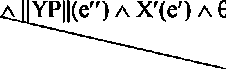 ∧ ||YP||(e″) ∧ X′(e′) ∧ θ